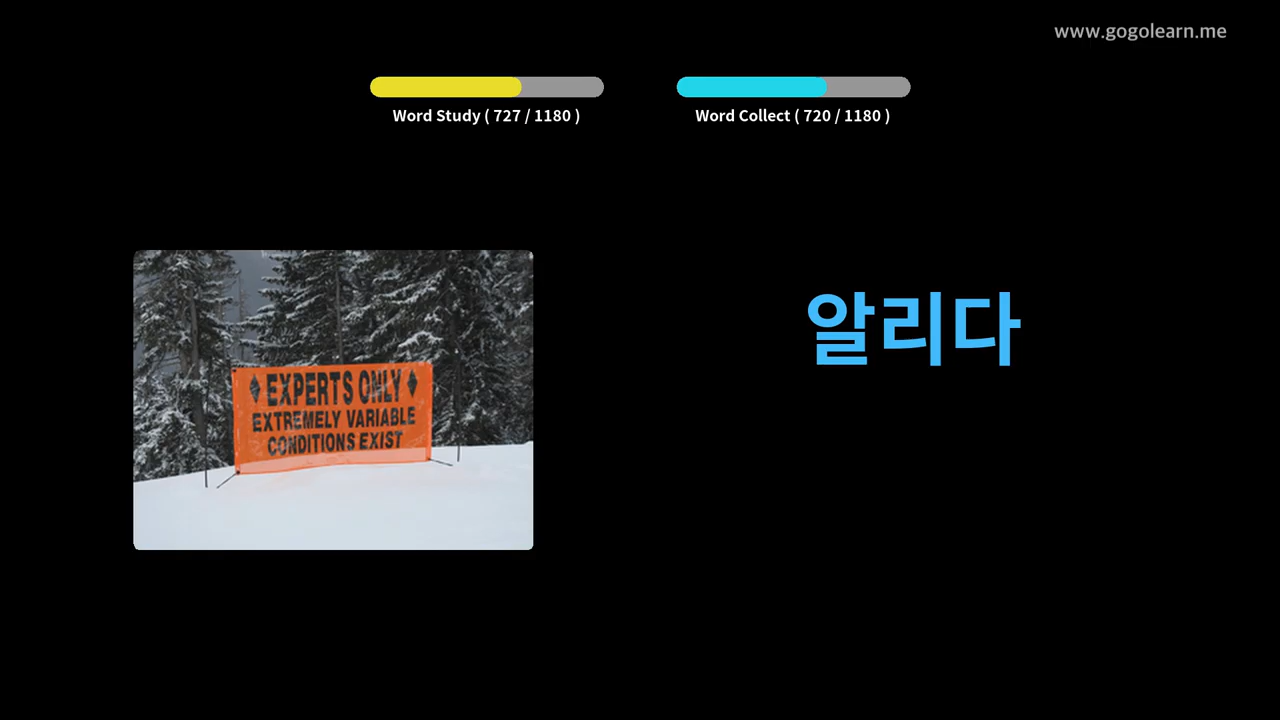 www.gogolearn.me
Word Study ( 727 / 1180 )
Word Collect ( 720 / 1180 )
EXPERTS ONLY
EXTREMELY VARIABLE
CONDITIONS EXIST
알리다